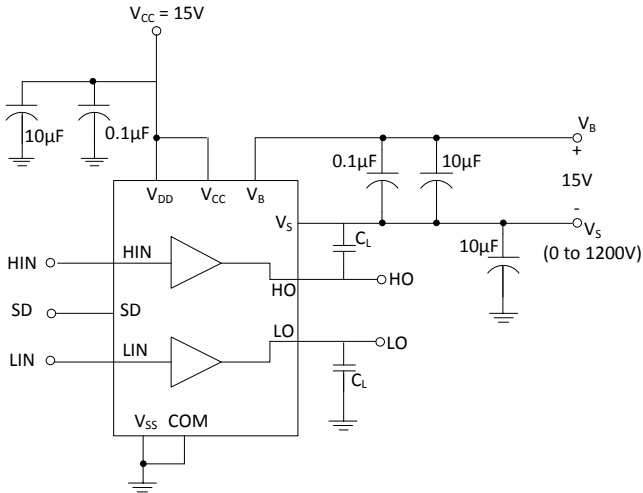 V_CC = 15V
10µF
0.1µF
V_DD
V_CC
V_B
0.1µF
10µF
V_B
+
15V
-
V_S
V_S
(0 to 1200V)
C_L
10µF
HIN
HIN
HO
HO
SD
SD
LO
LO
LIN
LIN
C_L
V_SS
COM